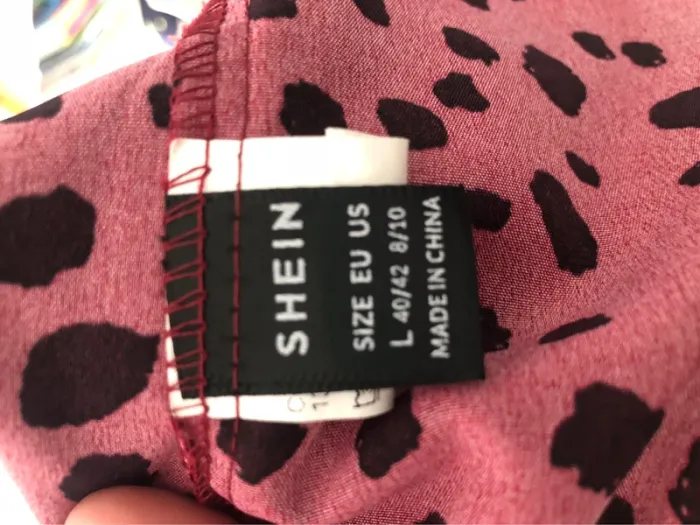 SHEIN
SIZE EU US
L 40/42 8/10
MADE IN CHINA